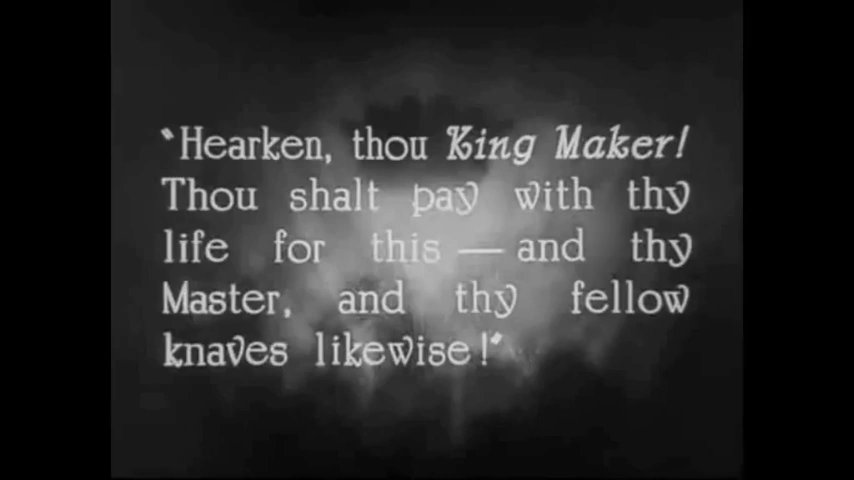 "Hearken, thou King Maker!
Thou shalt pay with thy
life for this — and thy
Master, and thy fellow
knaves likewise!"